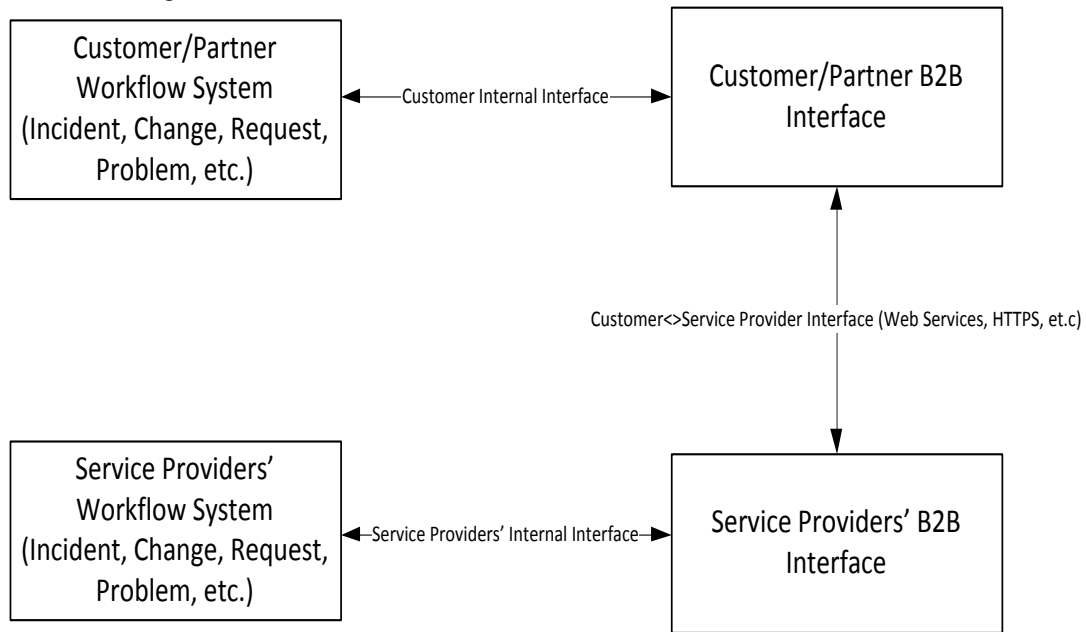 Customer/Partner
Workflow System
(Incident, Change, Request,
Problem, etc.)
Customer Internal Interface
Customer/Partner B2B
Interface
Customer<>Service Provider Interface (Web Services, HTTPS, et.c)
Service Providers’
Workflow System
(Incident, Change, Request,
Problem, etc.)
Service Providers’ Internal Interface
Service Providers’ B2B
Interface